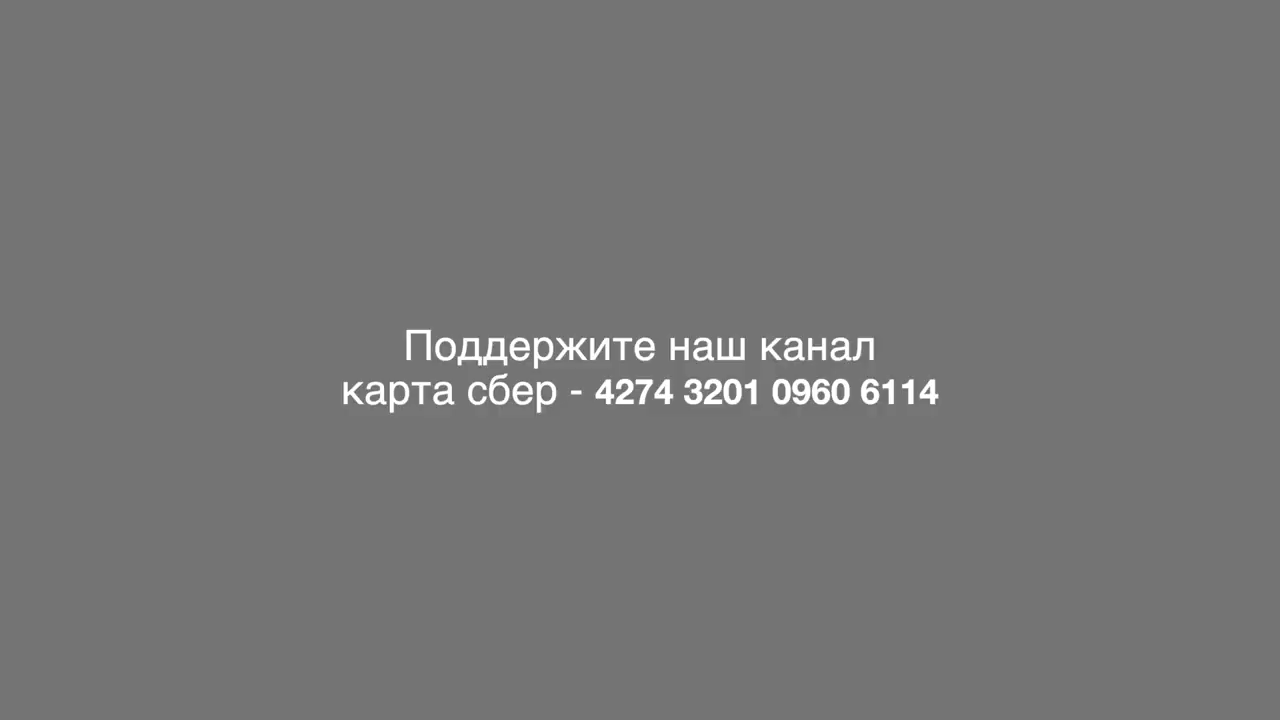 Поддержите наш канал
карта сбер - 4274 3201 0960 6114